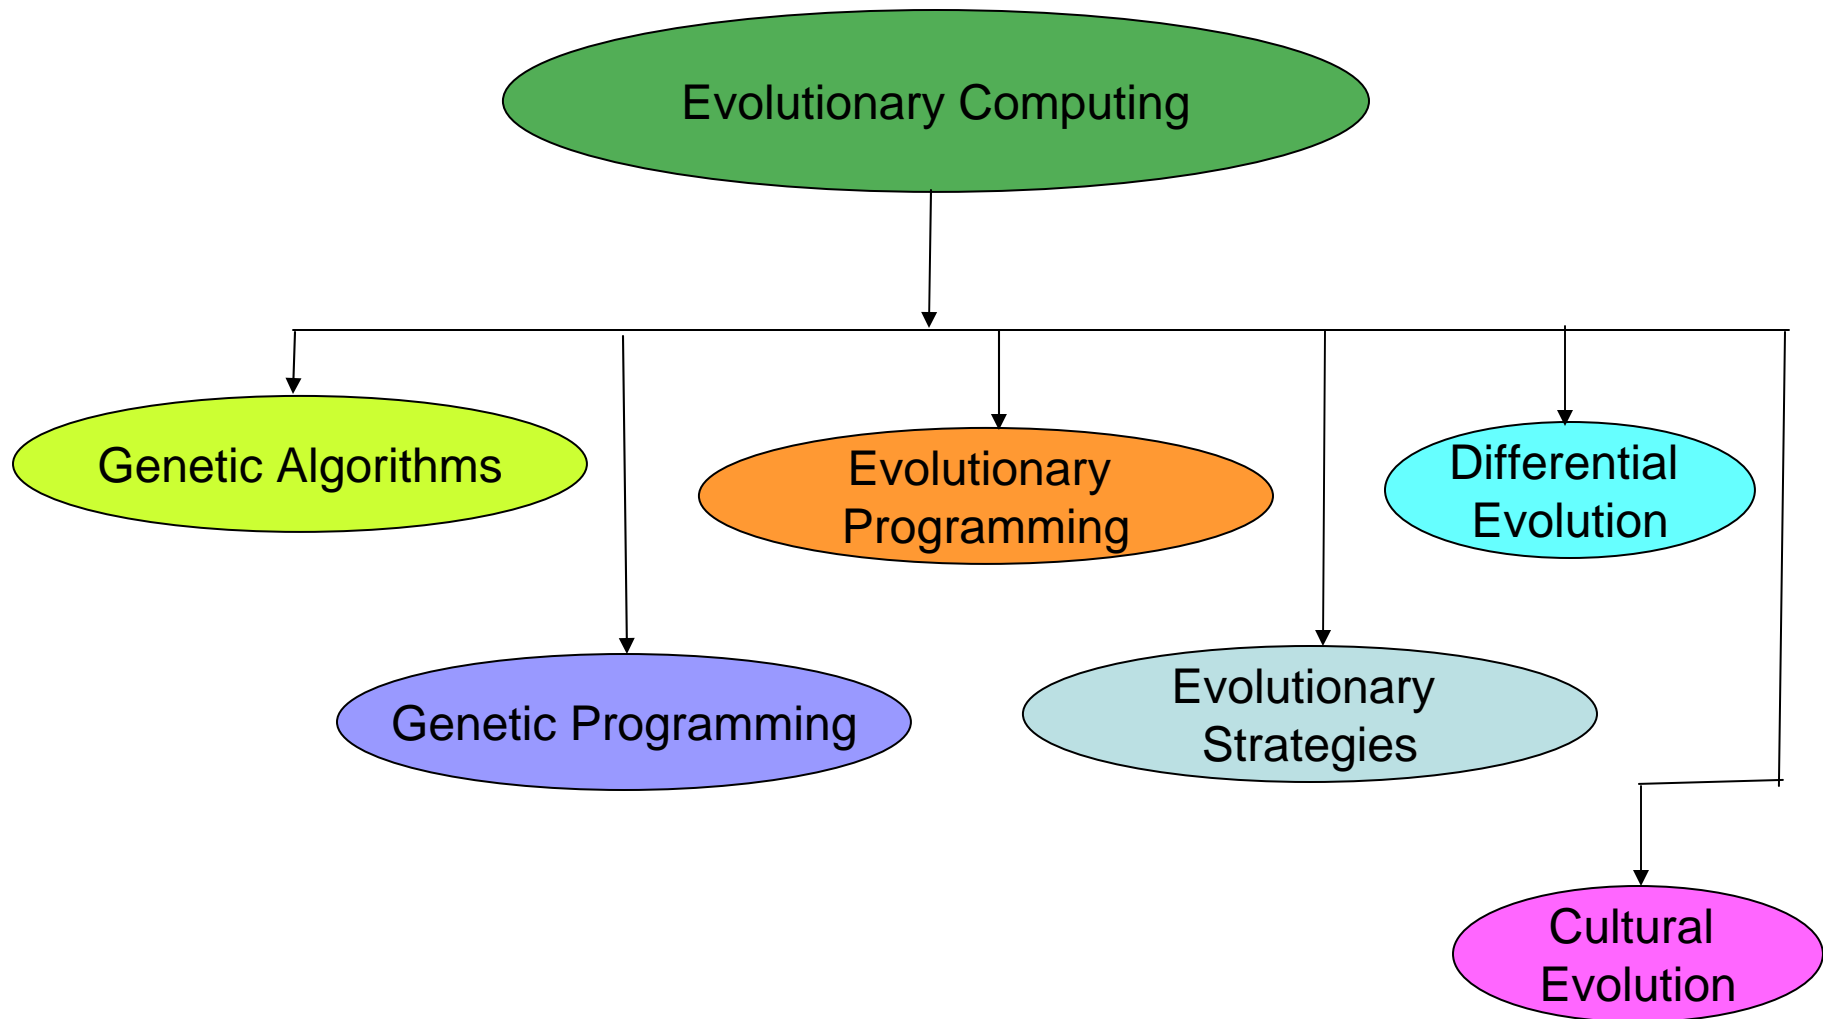 Evolutionary Computing
Genetic Algorithms
Evolutionary
Programming
Differential
Evolution
Genetic Programming
Evolutionary
Strategies
Cultural
Evolution